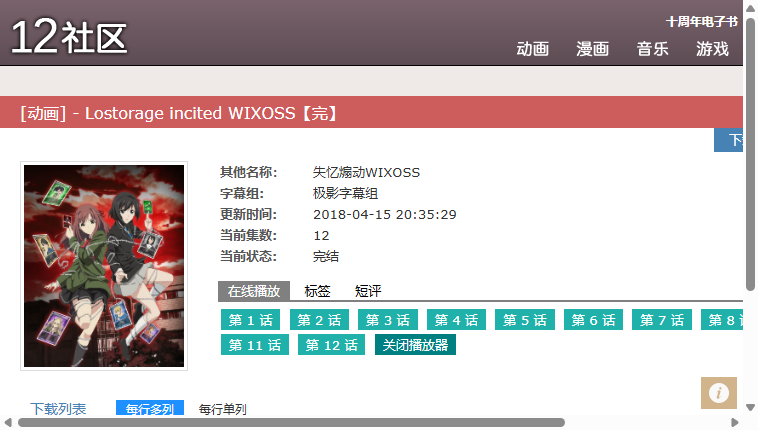 12社区
十周年电子书
动画 漫画 音乐 游戏
[动画] - Lostorage incited WIXOSS【完】
其他名称: 失忆煽动WIXOSS
字幕组: 极影字幕组
更新时间: 2018-04-15 20:35:29
当前集数: 12
当前状态: 完结
在线播放 标签 短评
第 1 话 第 2 话 第 3 话 第 4 话 第 5 话 第 6 话 第 7 话 第 8
第 11 话 第 12 话 关闭播放器
下载列表 每行多列 每行单列